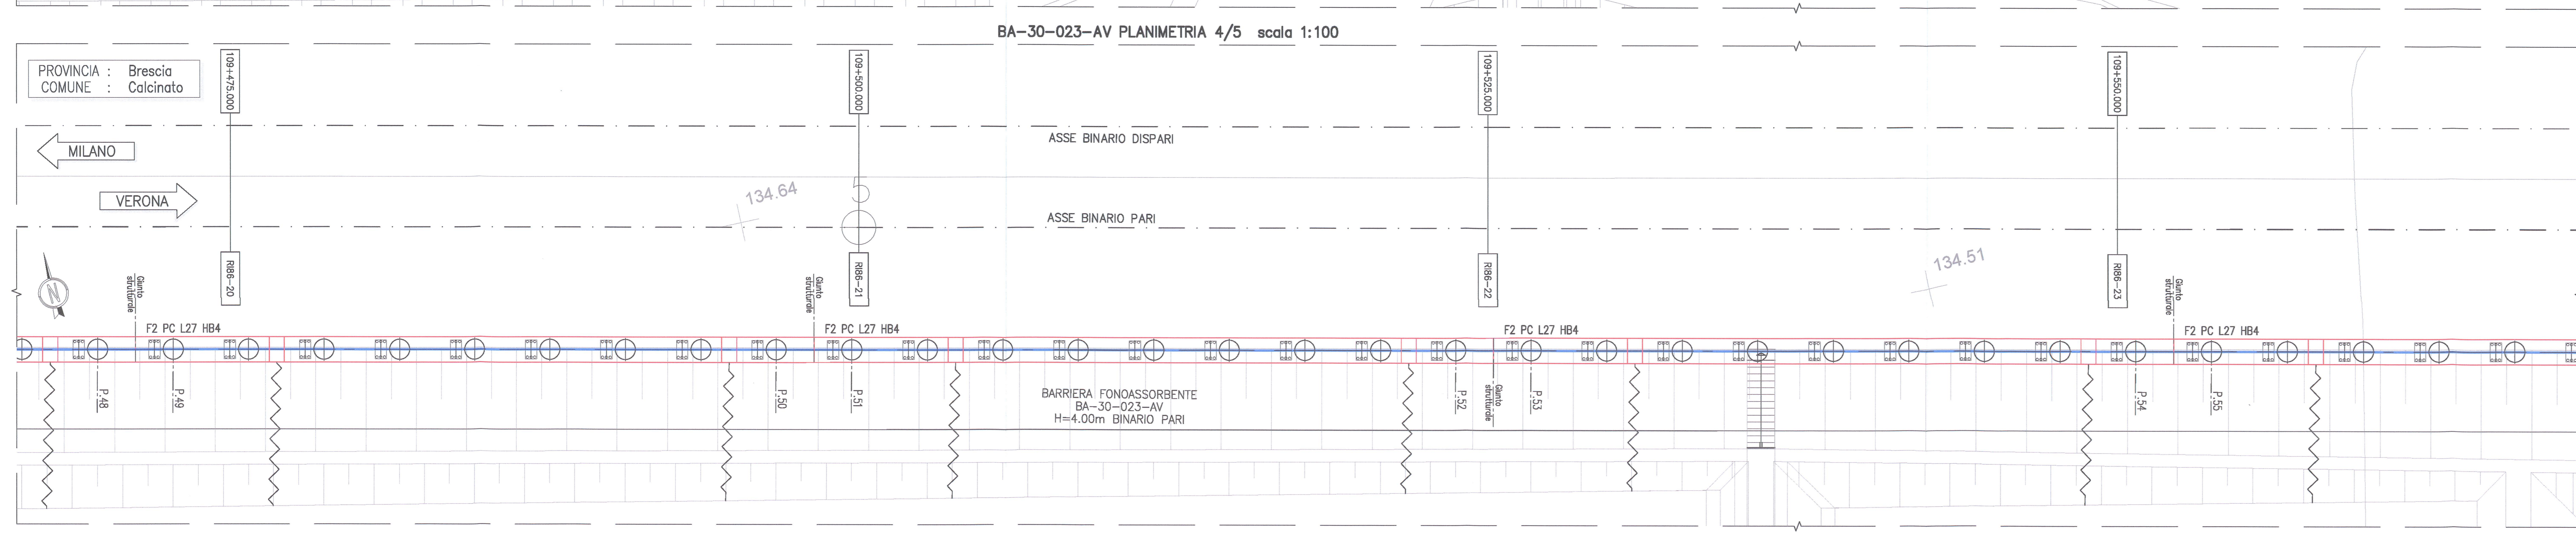 BA-30-023-AV PLANIMETRIA 4/5 scala 1:100
PROVINCIA : Brescia
COMUNE : Calcinato
109+475.000
109+500.000
109+525.000
109+550.000
ASSE BINARIO DISPARI
MILANO
VERONA
134.64
5
ASSE BINARIO PARI
134.51
N
RI86-20
RI86-21
RI86-22
RI86-23
Giunto
strutturale
Giunto
strutturale
Giunto
strutturale
F2 PC L27 HB4
F2 PC L27 HB4
F2 PC L27 HB4
F2 PC L27 HB4
P.48
P.49
P.50
P.51
BARRIERA FONOASSORBENTE
BA-30-023-AV
H=4.00m BINARIO PARI
P.52
Giunto
strutturale
P.53
P.54
P.55